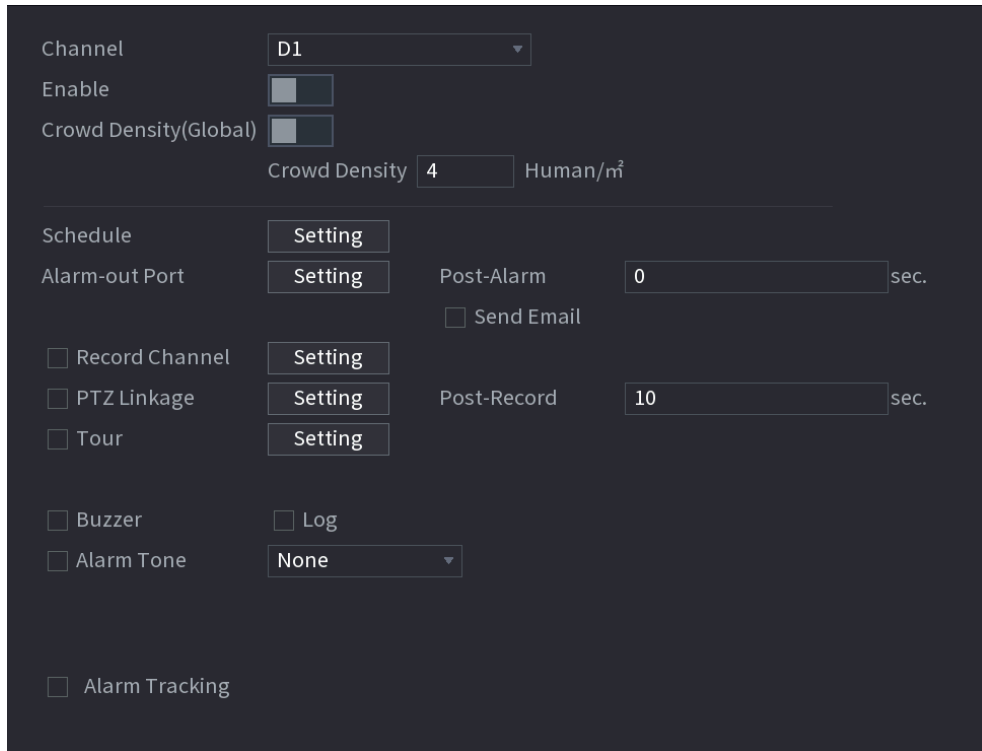 Channel D1
Enable
Crowd Density(Global)
Crowd Density 4 Human/㎡
Schedule Setting
Alarm-out Port Setting Post-Alarm 0 sec.
Send Email
Record Channel Setting
PTZ Linkage Setting Post-Record 10 sec.
Tour Setting
Buzzer Log
Alarm Tone None
Alarm Tracking